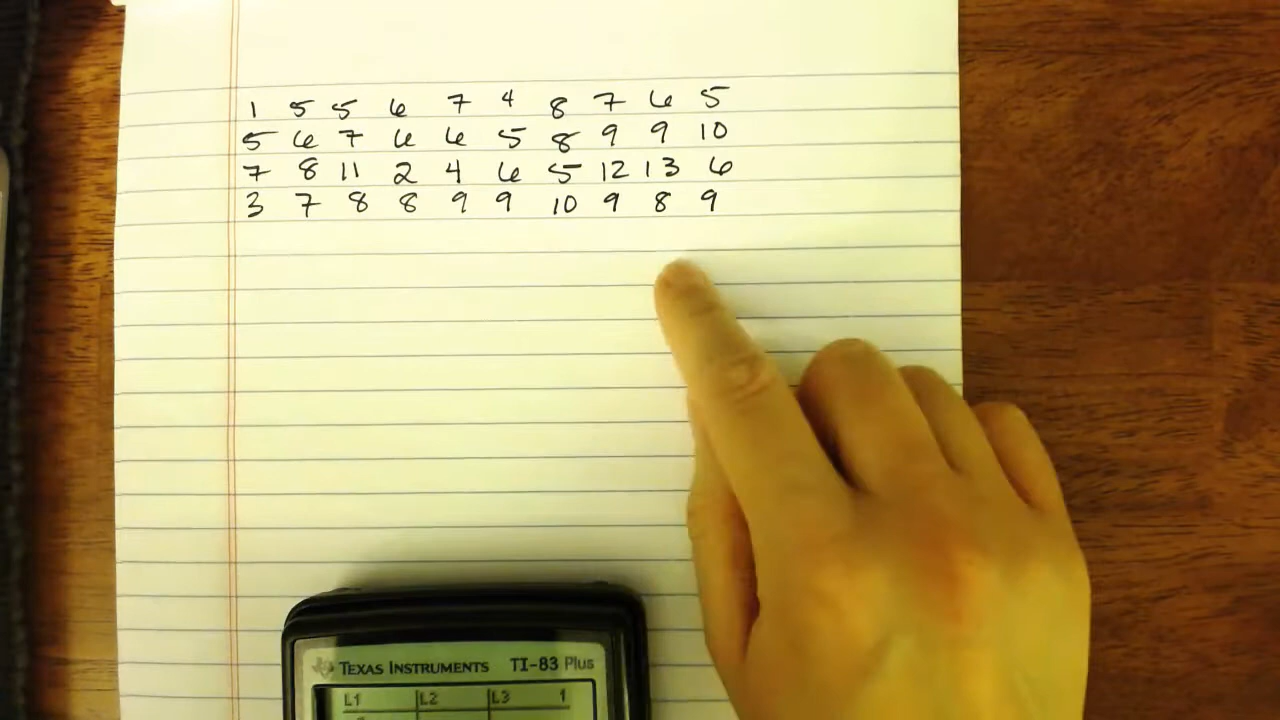 1 5 5 6 7 4 8 7 6 5
5 6 7 6 6 5 8 9 9 10
7 8 11 2 4 6 5 12 13 6
3 7 8 8 9 9 10 9 8 9
TEXAS INSTRUMENTS TI-83 Plus
L1 L2 L3 1